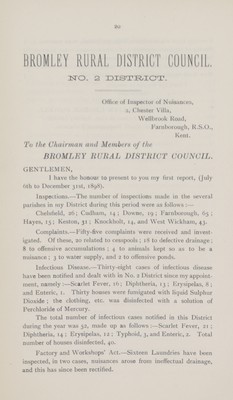 80
BROMLEY RURAL DISTRICT COUNCIL.
NO. 2 DISTRICT.
Office of Inspector of Nuisances,
2, Chester Villa,
Wellbrook Road,
Farnborough, R.S.O.,
Kent.
To the Chairman and Members of the
BROMLEY RURAL DISTRICT COUNCIL.
GENTLEMEN,
I have the honour to present to you my first report, (July
6th to December 31st, 1898).
Inspections.—The number of inspections made in the several
parishes in my District during this period were as follows :—
Chelsfield, 26; Cudham, 14; Downe, 19; Farnborough, 63;
Hayes, 15; Keston, 31; Knockholt, 14, and West Wickham, 43.
Complaints.—Fifty-five complaints were received and invest-
igated. Of these, 20 related to cesspools; 18 to defective drainage;
8 to offensive accumulations; 4 to animals kept so as to be a
nuisance; 3 to water supply, and 2 to offensive ponds.
Infectious Disease.—Thirty-eight cases of infectious disease
have been notified and dealt with in No. 2 District since my appoint-
ment, namely :—Scarlet Fever, 16; Diphtheria, 13; Erysipelas, 8;
and Enteric, 1. Thirty houses were fumigated with liquid Sulphur
Dioxide; the clothing, etc. was disinfected with a solution of
Perchloride of Mercury.
The total number of infectious cases notified in this District
during the year was 52, made up as follows :—Scarlet Fever, 21;
Diphtheria, 14; Erysipelas, 12; Typhoid, 3, and Enteric, 2. Total
number of houses disinfected, 40.
Factory and Workshops' Act.—Sixteen Laundries have been
inspected, in two cases, nuisances arose from ineffectual drainage,
and this has since been rectified.